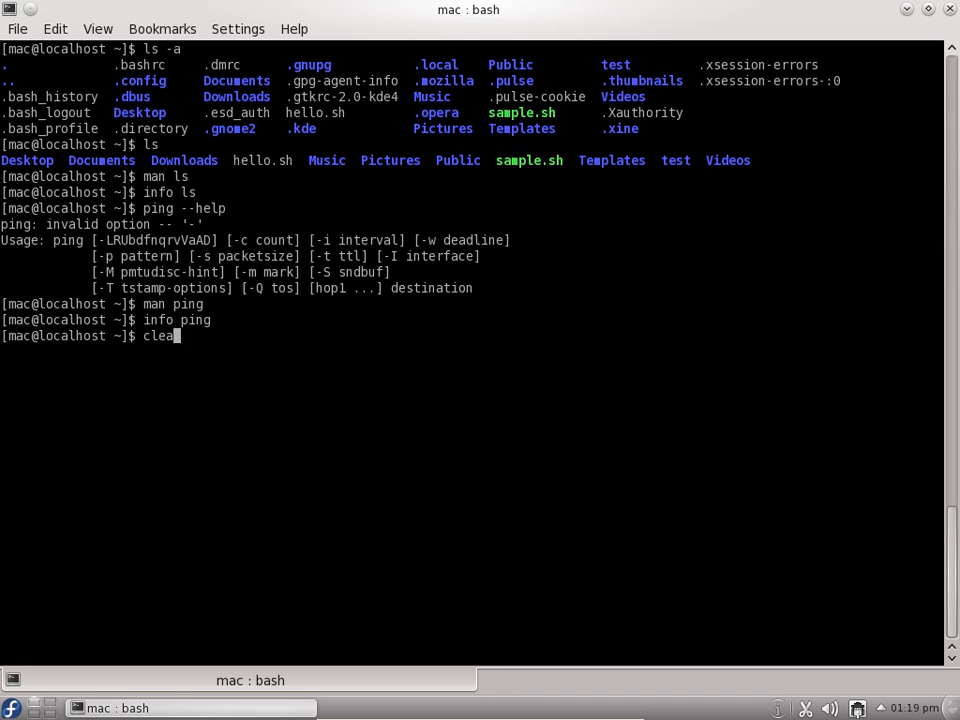 mac : bash
File Edit View Bookmarks Settings Help
[mac@localhost ~]$ ls -a
. .bashrc .dmrc .gnupg .local Public test .xsession-errors
.. .config Documents .gpg-agent-info .mozilla .pulse .thumbnails .xsession-errors-:0
.bash_history .dbus Downloads .gtkrc-2.0-kde4 Music .pulse-cookie Videos
.bash_logout Desktop .esd_auth hello.sh .opera sample.sh .Xauthority
.bash_profile .directory .gnome2 .kde Pictures Templates .xine
[mac@localhost ~]$ ls
Desktop Documents Downloads hello.sh Music Pictures Public sample.sh Templates test Videos
[mac@localhost ~]$ man ls
[mac@localhost ~]$ info ls
[mac@localhost ~]$ ping --help
ping: invalid option -- '-'
Usage: ping [-LRUbdfnqrvVaAD] [-c count] [-i interval] [-w deadline]
[-p pattern] [-s packetsize] [-t ttl] [-I interface]
[-M pmtudisc-hint] [-m mark] [-S sndbuf]
[-T tstamp-options] [-Q tos] [hop1 ...] destination
[mac@localhost ~]$ man ping
[mac@localhost ~]$ info ping
[mac@localhost ~]$ clea
mac : bash
mac : bash 01:19 pm